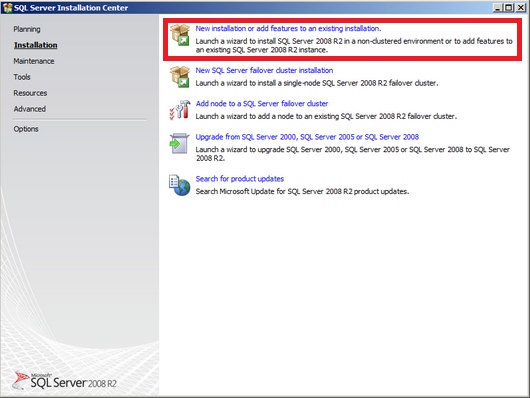 SQL Server Installation Center
Planning
Installation
Maintenance
Tools
Resources
Advanced
Options
New installation or add features to an existing installation.
Launch a wizard to install SQL Server 2008 R2 in a non-clustered environment or to add features to
an existing SQL Server 2008 R2 instance.
New SQL Server failover cluster installation
Launch a wizard to install a single-node SQL Server 2008 R2 failover cluster.
Add node to a SQL Server failover cluster
Launch a wizard to add a node to an existing SQL Server 2008 R2 failover cluster.
Upgrade from SQL Server 2000, SQL Server 2005 or SQL Server 2008
Launch a wizard to upgrade SQL Server 2000, SQL Server 2005 or SQL Server 2008 to SQL Server
2008 R2.
Search for product updates
Search Microsoft Update for SQL Server 2008 R2 product updates.
Microsoft
SQL Server 2008 R2